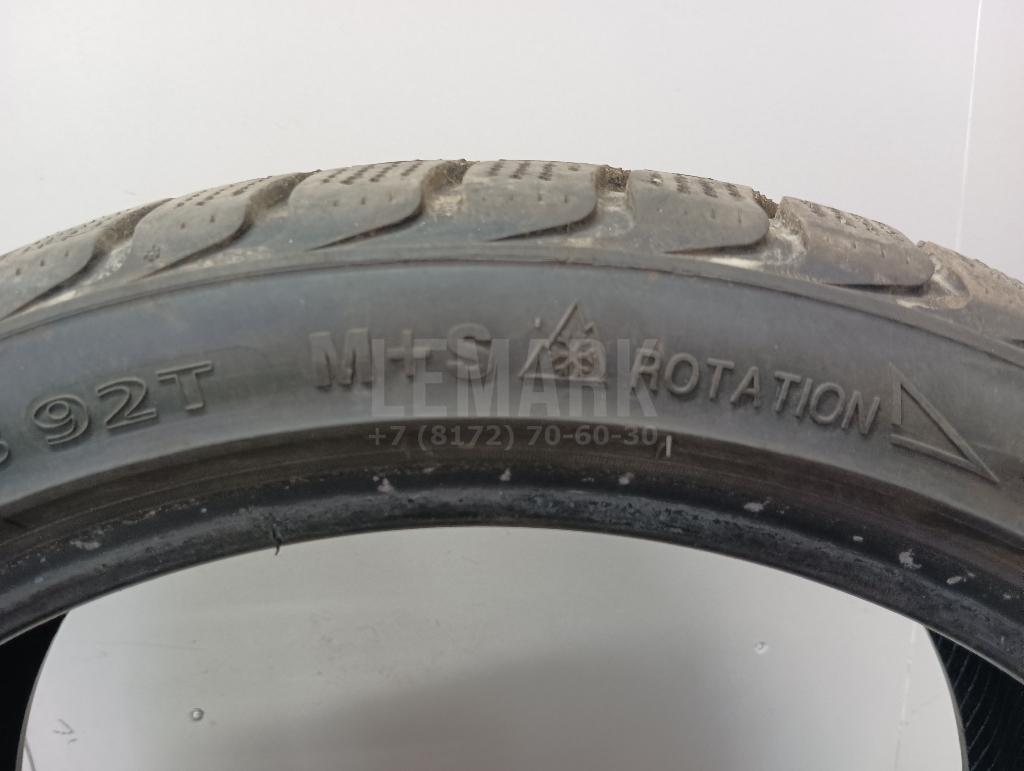 92T M+S ROTATION
LEMARK
+7 (8172) 70-60-30